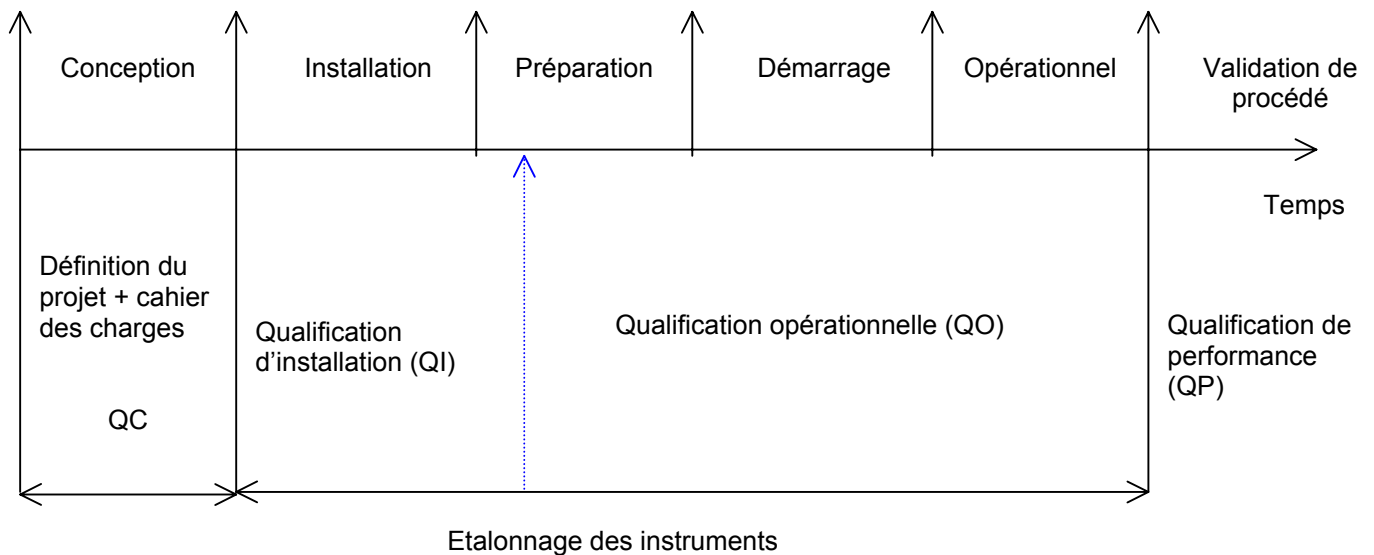 Conception
Installation
Préparation
Démarrage
Opérationnel
Validation de
procédé
Temps
Définition du
projet + cahier
des charges
QC
Qualification
d’installation (QI)
Qualification opérationnelle (QO)
Qualification de
performance
(QP)
Etalonnage des instruments